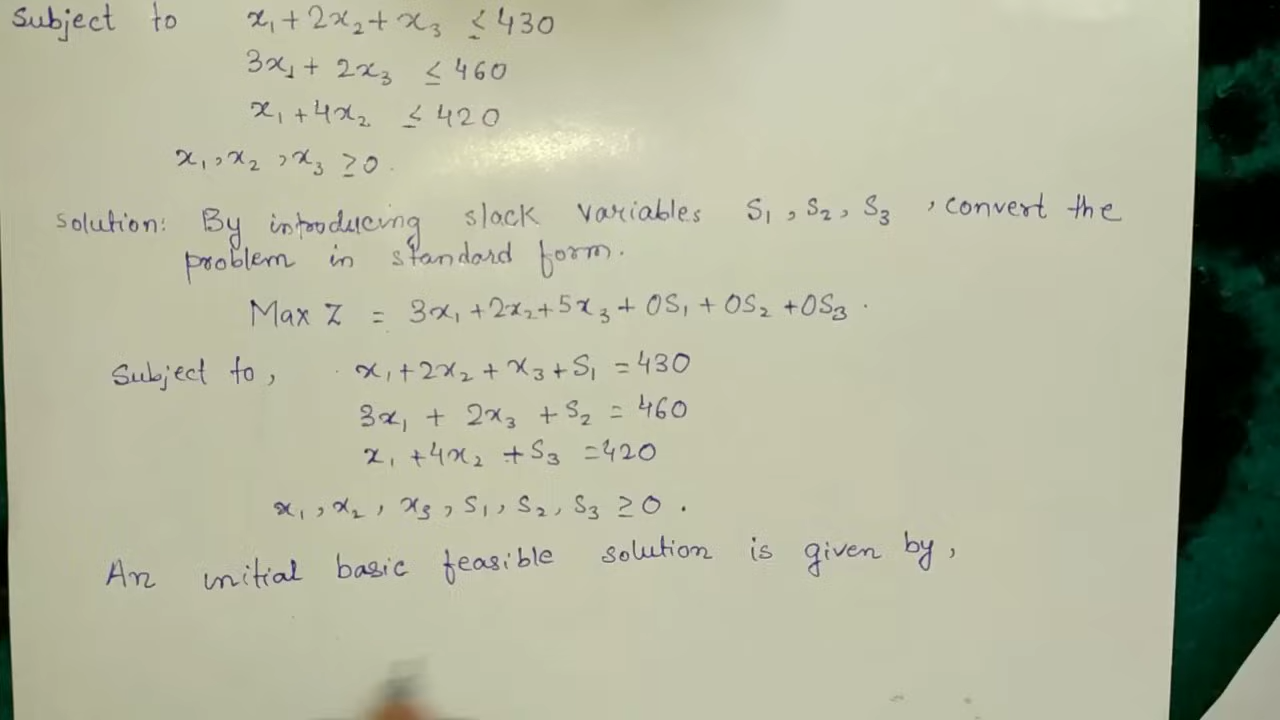 Subject to x₁ + 2x₂ + x₃ ≤ 430
3x₁ + 2x₃ ≤ 460
x₁ + 4x₂ ≤ 420
x₁, x₂, x₃ ≥ 0.
Solution: By introducing slack variables S₁, S₂, S₃, convert the
problem in standard form.
Max Z = 3x₁ + 2x₂ + 5x₃ + 0S₁ + 0S₂ + 0S₃.
Subject to, x₁ + 2x₂ + x₃ + S₁ = 430
3x₁ + 2x₃ + S₂ = 460
x₁ + 4x₂ + S₃ = 420
x₁, x₂, x₃, S₁, S₂, S₃ ≥ 0.
An initial basic feasible solution is given by,